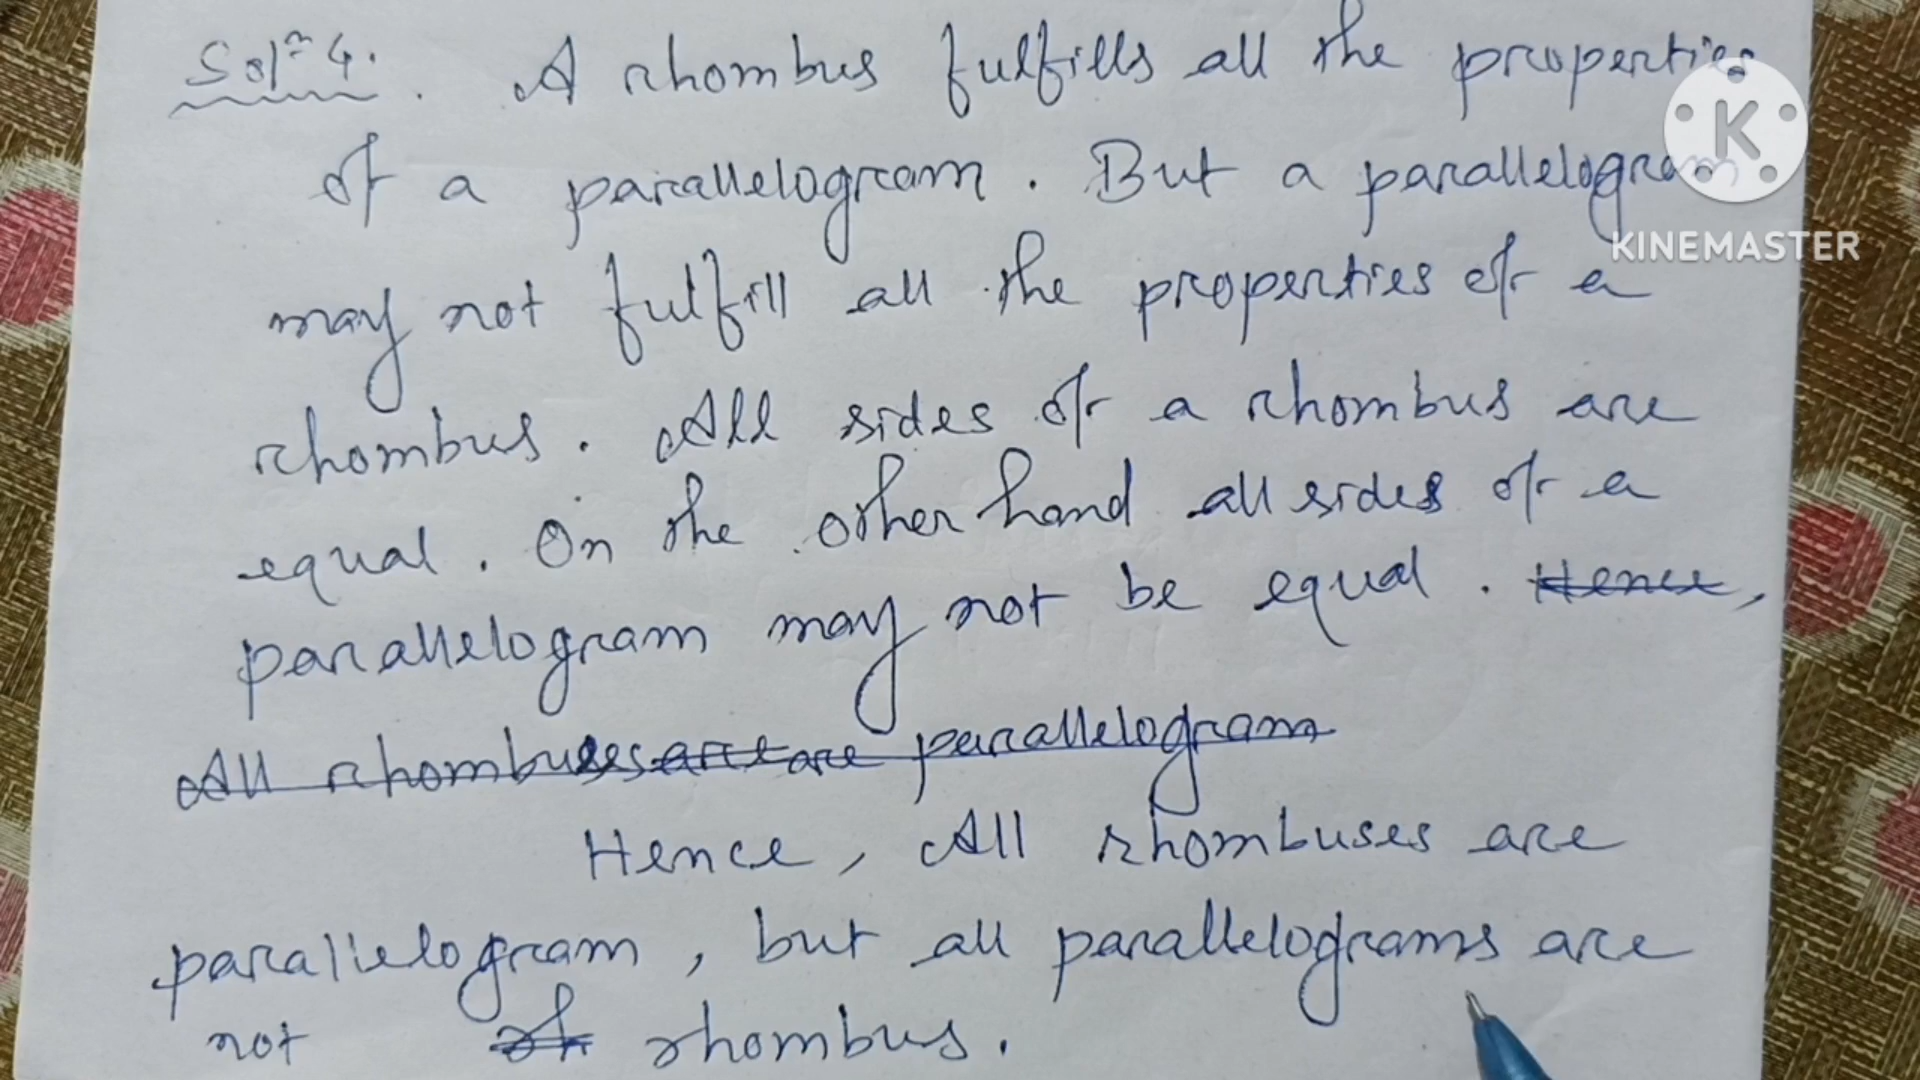 Solⁿ 4. A rhombus fulfills all the properties
of a parallelogram. But a parallelogram
may not fulfill all the properties of a
rhombus. All sides of a rhombus are
equal. On the other hand all sides of a
parallelogram may not be equal. Hence,
All rhombuses are are parallelogram
Hence, All rhombuses are
parallelogram, but all parallelograms are
not rhombus.
K
KINEMASTER